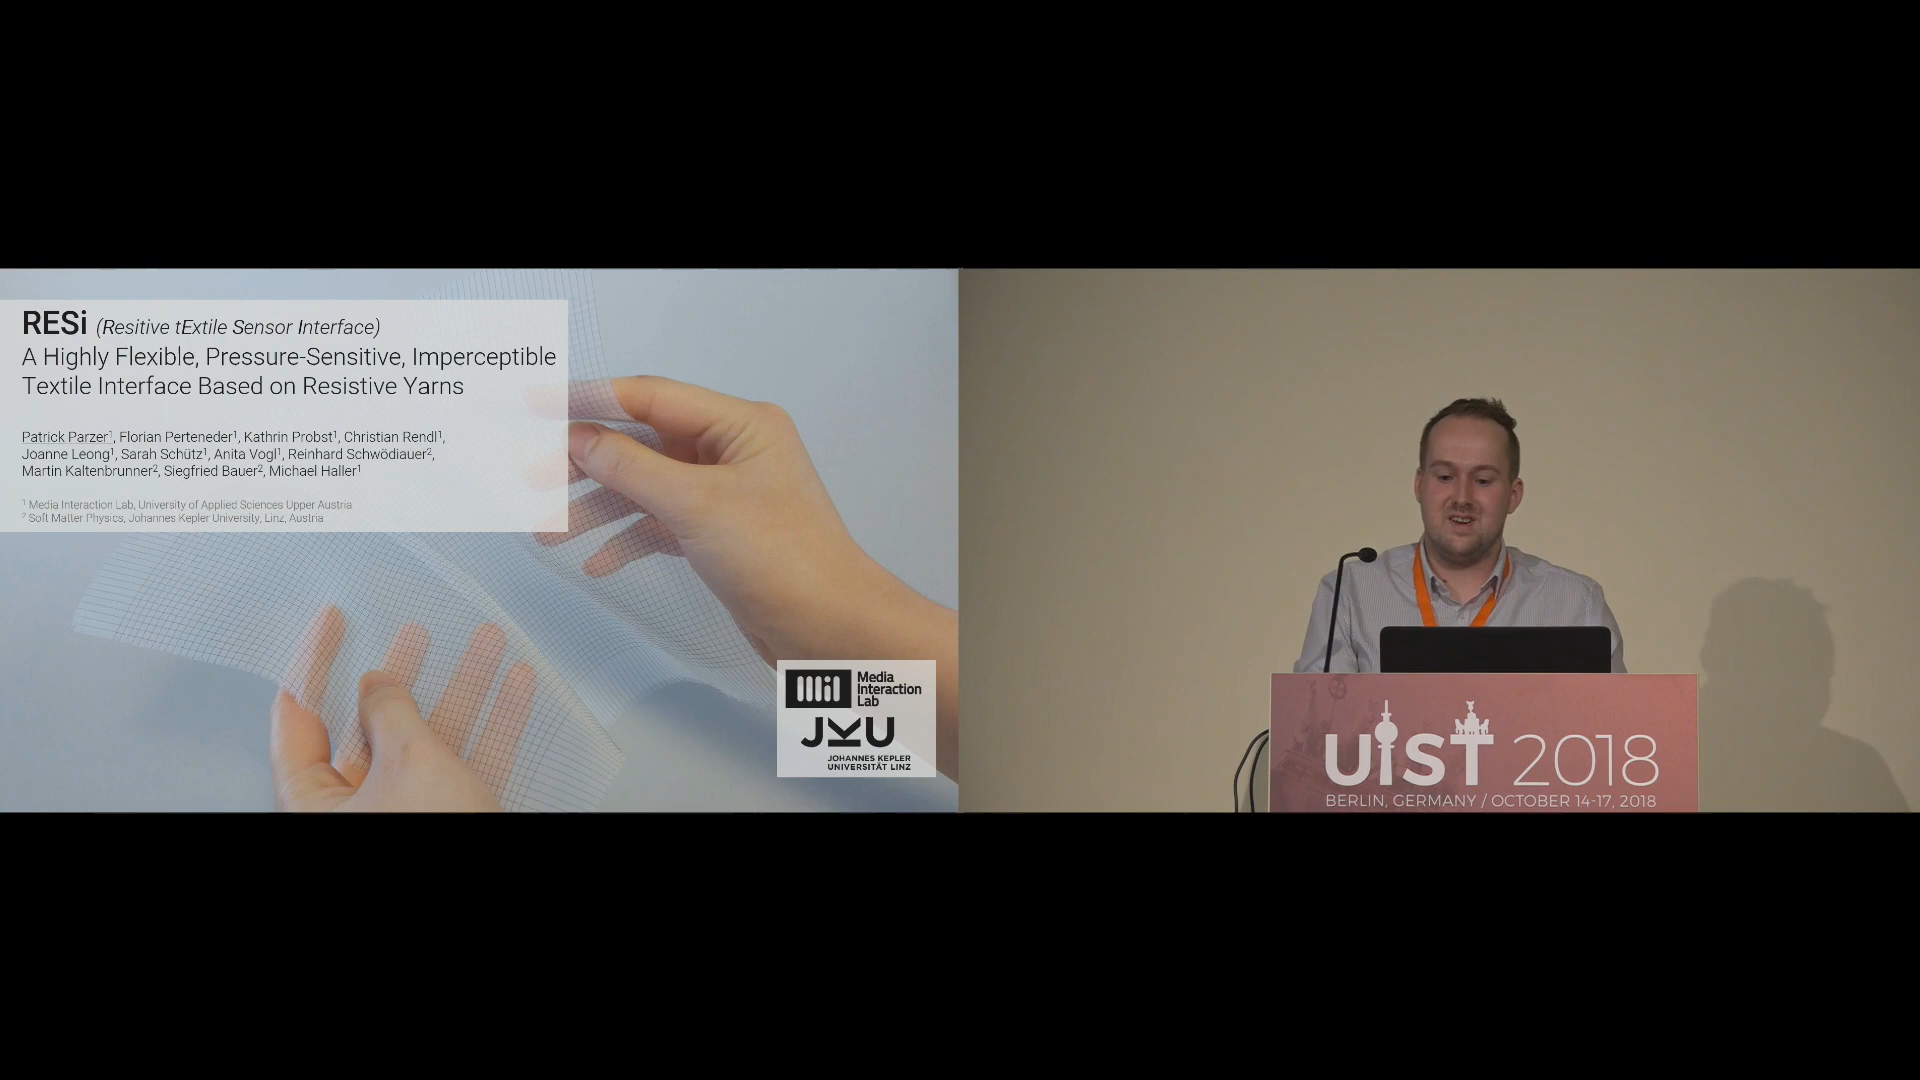 RESi (Resitive tExtile Sensor Interface)
A Highly Flexible, Pressure-Sensitive, Imperceptible
Textile Interface Based on Resistive Yarns
Patrick Parzer¹, Florian Perteneder¹, Kathrin Probst¹, Christian Rendl¹,
Joanne Leong¹, Sarah Schütz¹, Anita Vogl¹, Reinhard Schwödiauer²,
Martin Kaltenbrunner², Siegfried Bauer², Michael Haller¹
¹ Media Interaction Lab, University of Applied Sciences Upper Austria
² Soft Matter Physics, Johannes Kepler University, Linz, Austria
Media
Interaction
Lab
JKU
JOHANNES KEPLER
UNIVERSITÄT LINZ
UIST 2018
BERLIN, GERMANY / OCTOBER 14-17, 2018